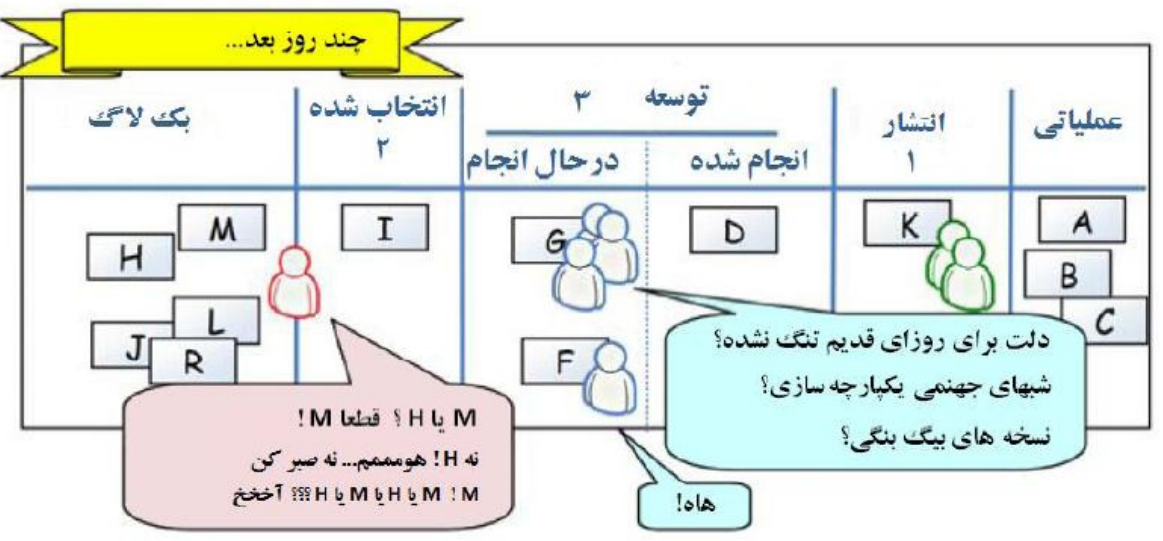 چند روز بعد...
بک لاگ
انتخاب شده
۲
توسعه ۳
در حال انجام
انجام شده
انتشار
۱
عملیاتی
M
H
L
J
R
I
G
F
D
K
A
B
C
M یا H ؟ قطعا M !
نه H ! هومممم... نه صبر کن
M ! M یا H یا M یا H ؟؟؟ آخخخ
دلت برای روزای قدیم تنگ نشده؟
شبهای جهنمی یکپارچه سازی؟
نسخه های بیگ بنگی؟
هاه!